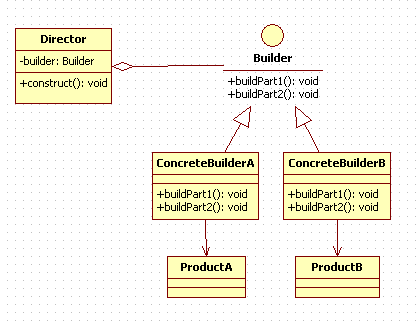 Director
-builder: Builder
+construct(): void
Builder
+buildPart1(): void
+buildPart2(): void
ConcreteBuilderA
+buildPart1(): void
+buildPart2(): void
ConcreteBuilderB
+buildPart1(): void
+buildPart2(): void
ProductA
ProductB